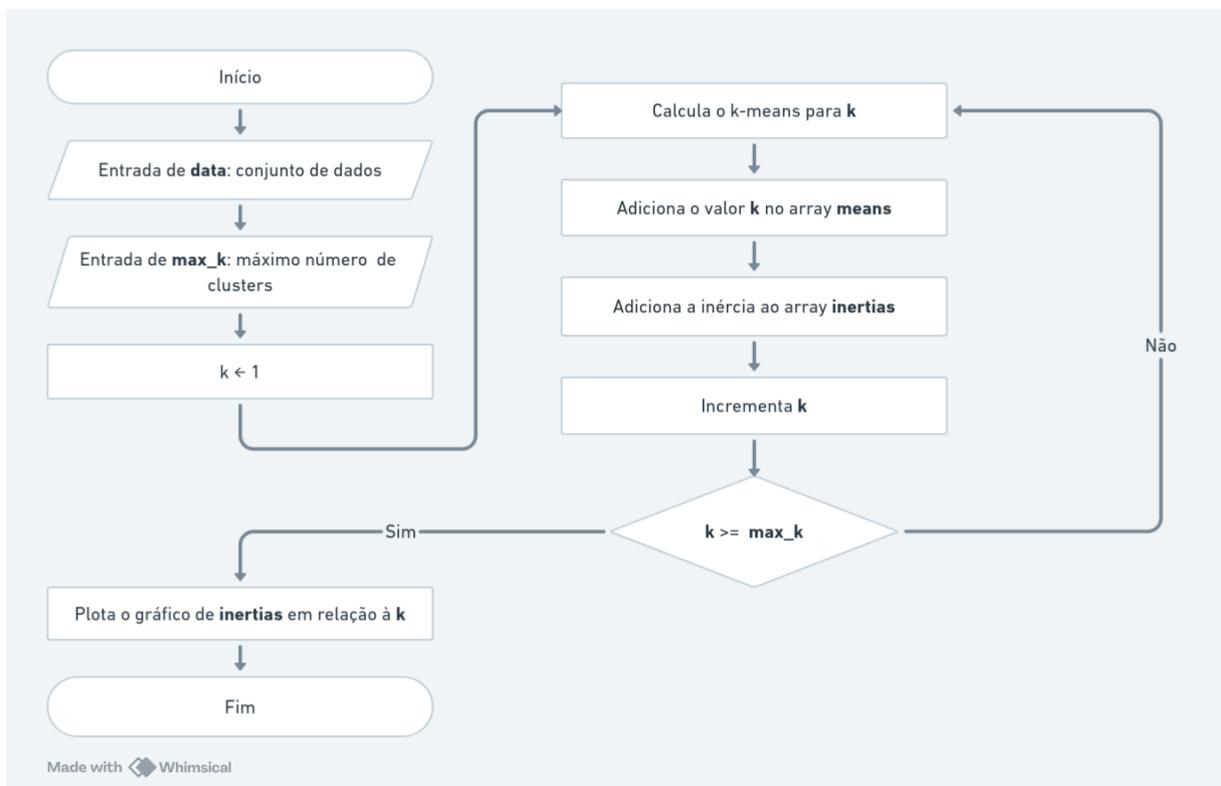 Início
Entrada de data: conjunto de dados
Entrada de max_k: máximo número de
clusters
k ← 1
Calcula o k-means para k
Adiciona o valor k no array means
Adiciona a inércia ao array inertias
Incrementa k
k >= max_k
Não
Sim
Plota o gráfico de inertias em relação à k
Fim
Made with Whimsical